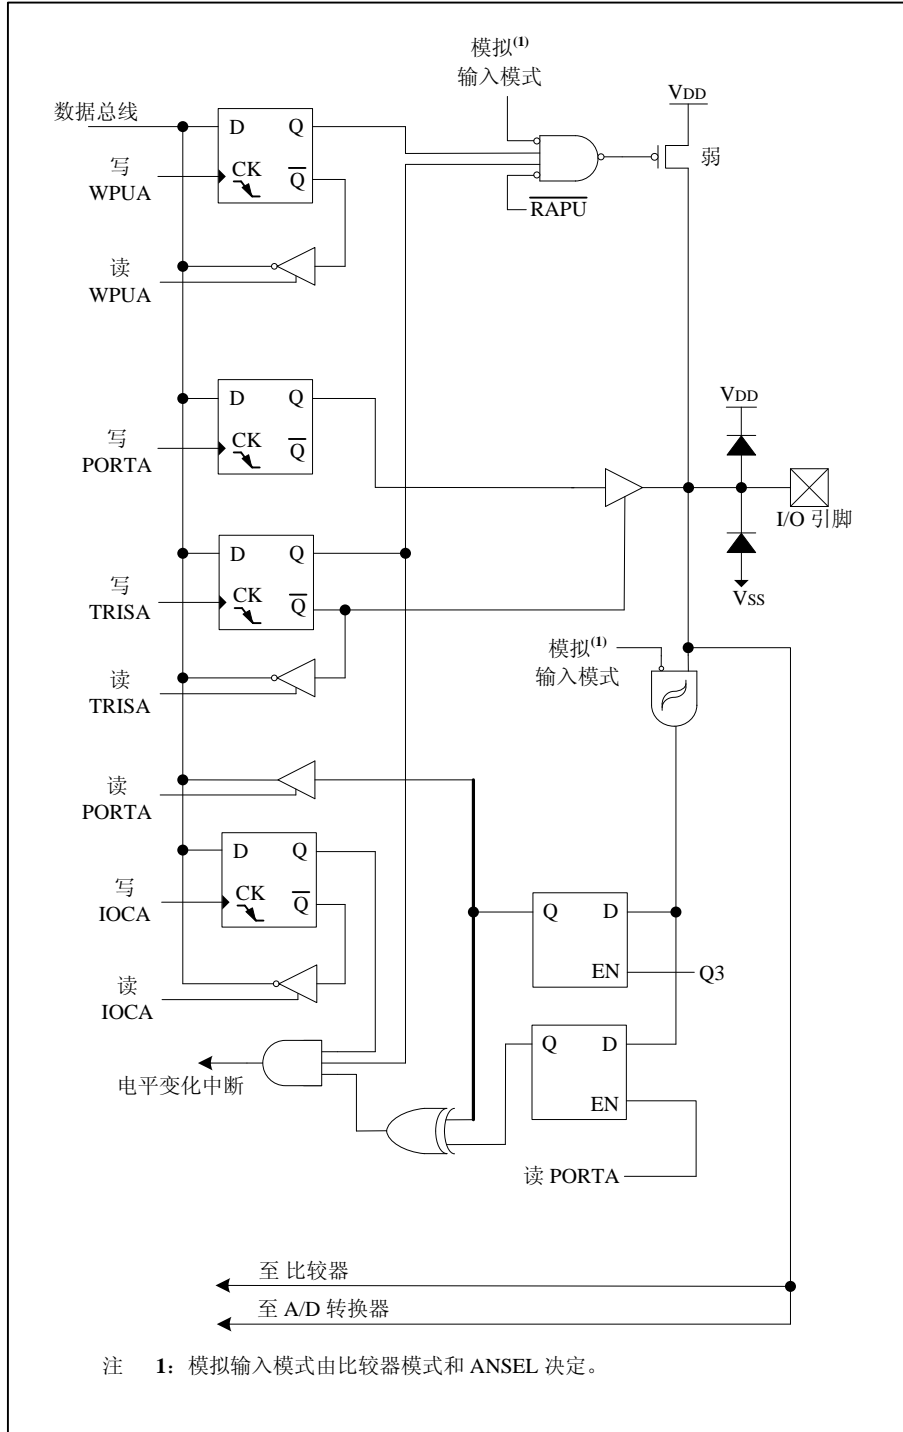 模拟(1)
输入模式
数据总线
VDD
D Q
写
WPUA
CK Q
弱
RAPU
读
WPUA
D Q
VDD
写
PORTA
CK Q
I/O 引脚
D Q
写
TRISA
CK Q
VSS
模拟(1)
输入模式
读
TRISA
读
PORTA
D Q
写
IOCA
CK Q
Q D
EN Q3
读
IOCA
Q D
电平变化中断
EN
读 PORTA
至 比较器
至 A/D 转换器
注 1: 模拟输入模式由比较器模式和 ANSEL 决定。